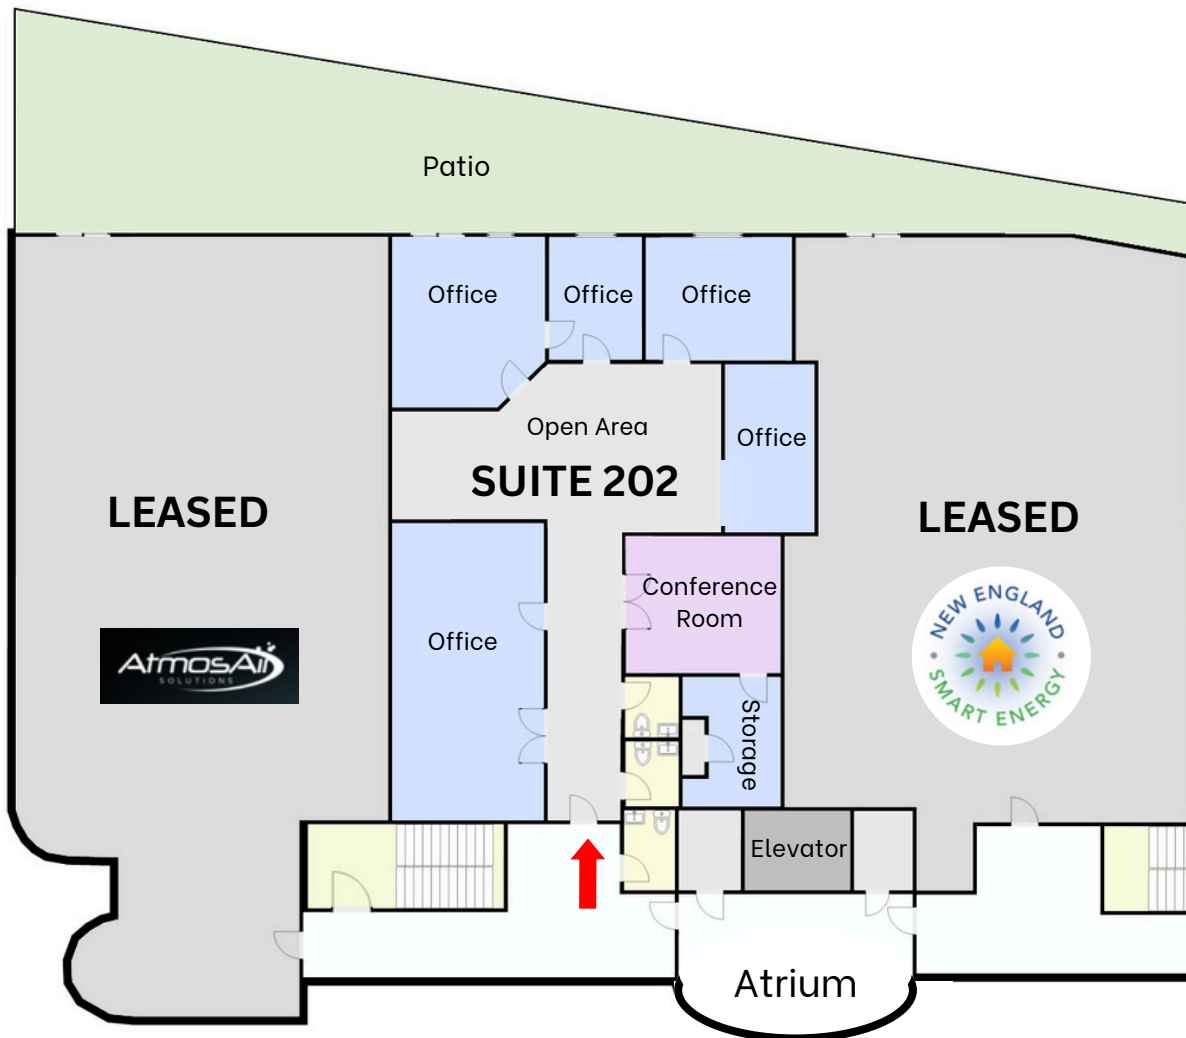 Patio
Office
Office
Office
Open Area
Office
SUITE 202
LEASED
LEASED
Conference
Room
Office
AtmosAir
SOLUTIONS
NEW ENGLAND
SMART ENERGY
Storage
Elevator
Atrium